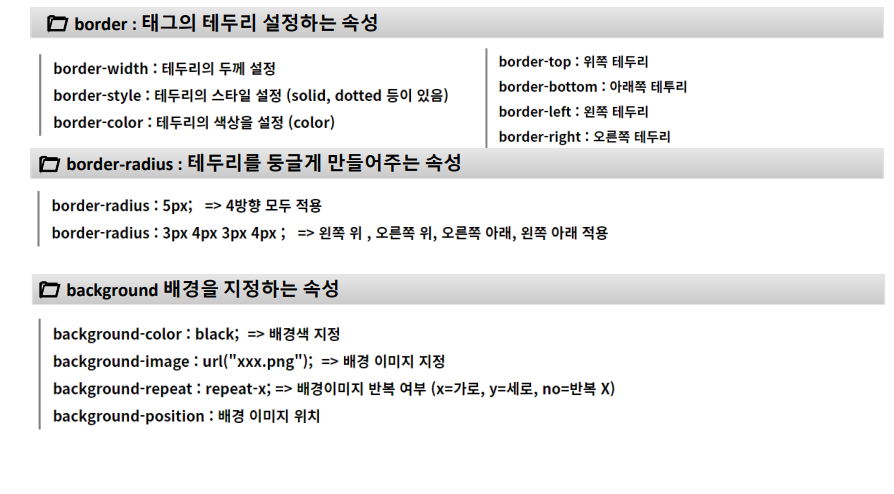 border : 태그의 테두리 설정하는 속성
border-width : 테두리의 두께 설정
border-style : 테두리의 스타일 설정 (solid, dotted 등이 있음)
border-color : 테두리의 색상을 설정 (color)
border-top : 위쪽 테두리
border-bottom : 아래쪽 테투리
border-left : 왼쪽 테두리
border-right : 오른쪽 테두리
border-radius : 테두리를 둥글게 만들어주는 속성
border-radius : 5px; => 4방향 모두 적용
border-radius : 3px 4px 3px 4px ; => 왼쪽 위 , 오른쪽 위, 오른쪽 아래, 왼쪽 아래 적용
background 배경을 지정하는 속성
background-color : black; => 배경색 지정
background-image : url("xxx.png"); => 배경 이미지 지정
background-repeat : repeat-x; => 배경이미지 반복 여부 (x=가로, y=세로, no=반복 X)
background-position : 배경 이미지 위치